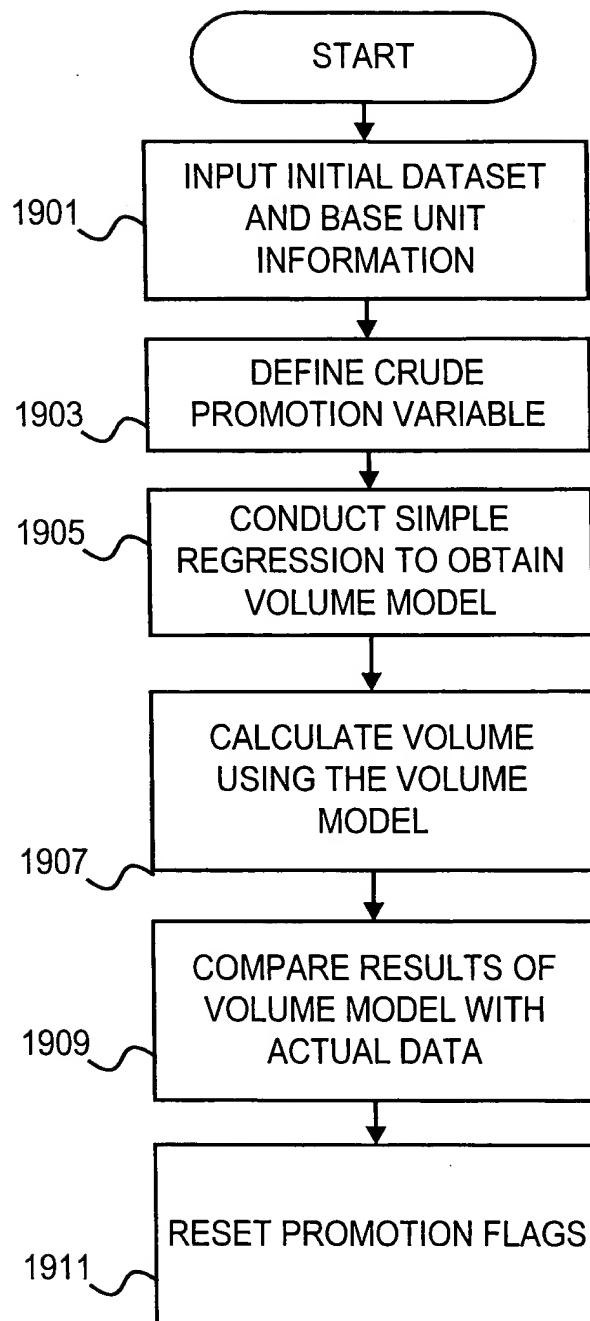 START
INPUT INITIAL DATASET
AND BASE UNIT
INFORMATION
1901
DEFINE CRUDE
PROMOTION VARIABLE
1903
CONDUCT SIMPLE
REGRESSION TO OBTAIN
VOLUME MODEL
1905
CALCULATE VOLUME
USING THE VOLUME
MODEL
1907
COMPARE RESULTS OF
VOLUME MODEL WITH
ACTUAL DATA
1909
RESET PROMOTION FLAGS
1911